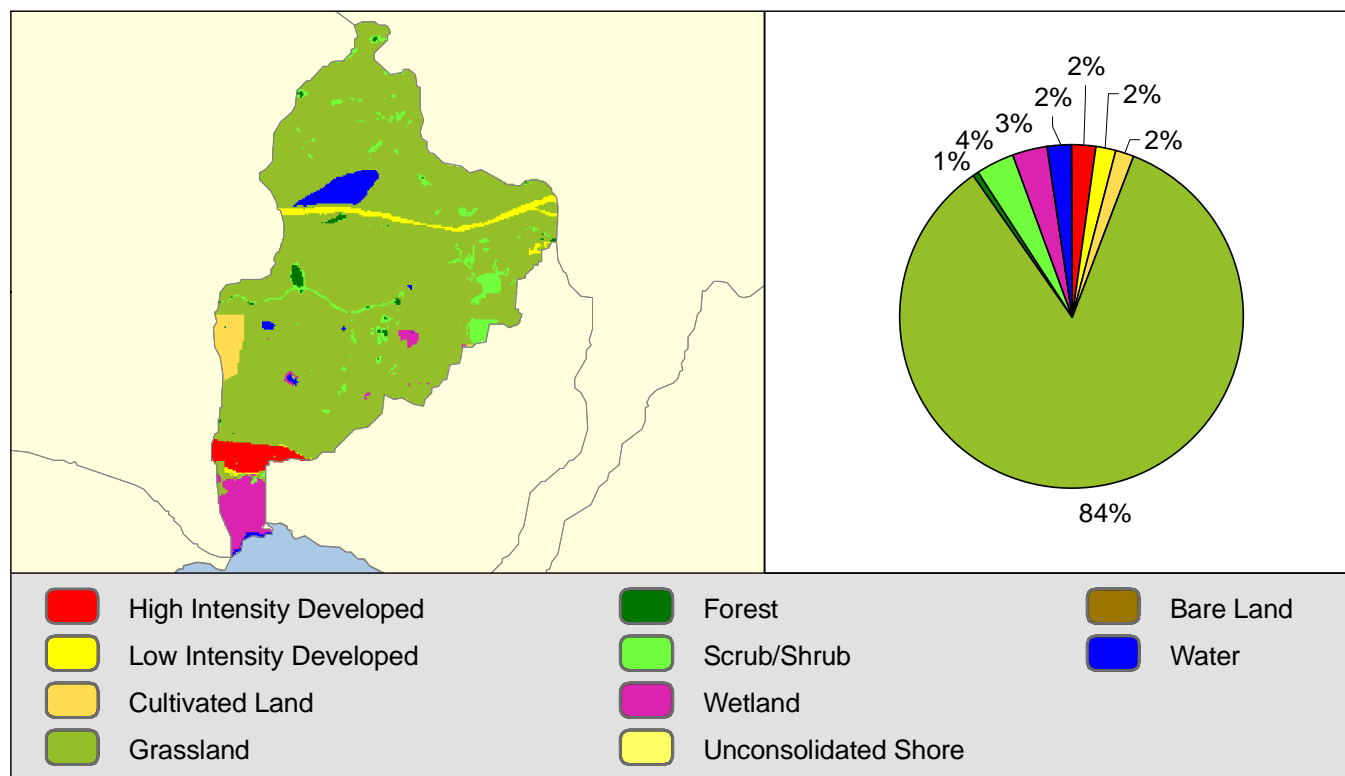 2%
2%
2%
3%
2%
4%
1%
84%
High Intensity Developed
Low Intensity Developed
Cultivated Land
Grassland
Forest
Scrub/Shrub
Wetland
Unconsolidated Shore
Bare Land
Water